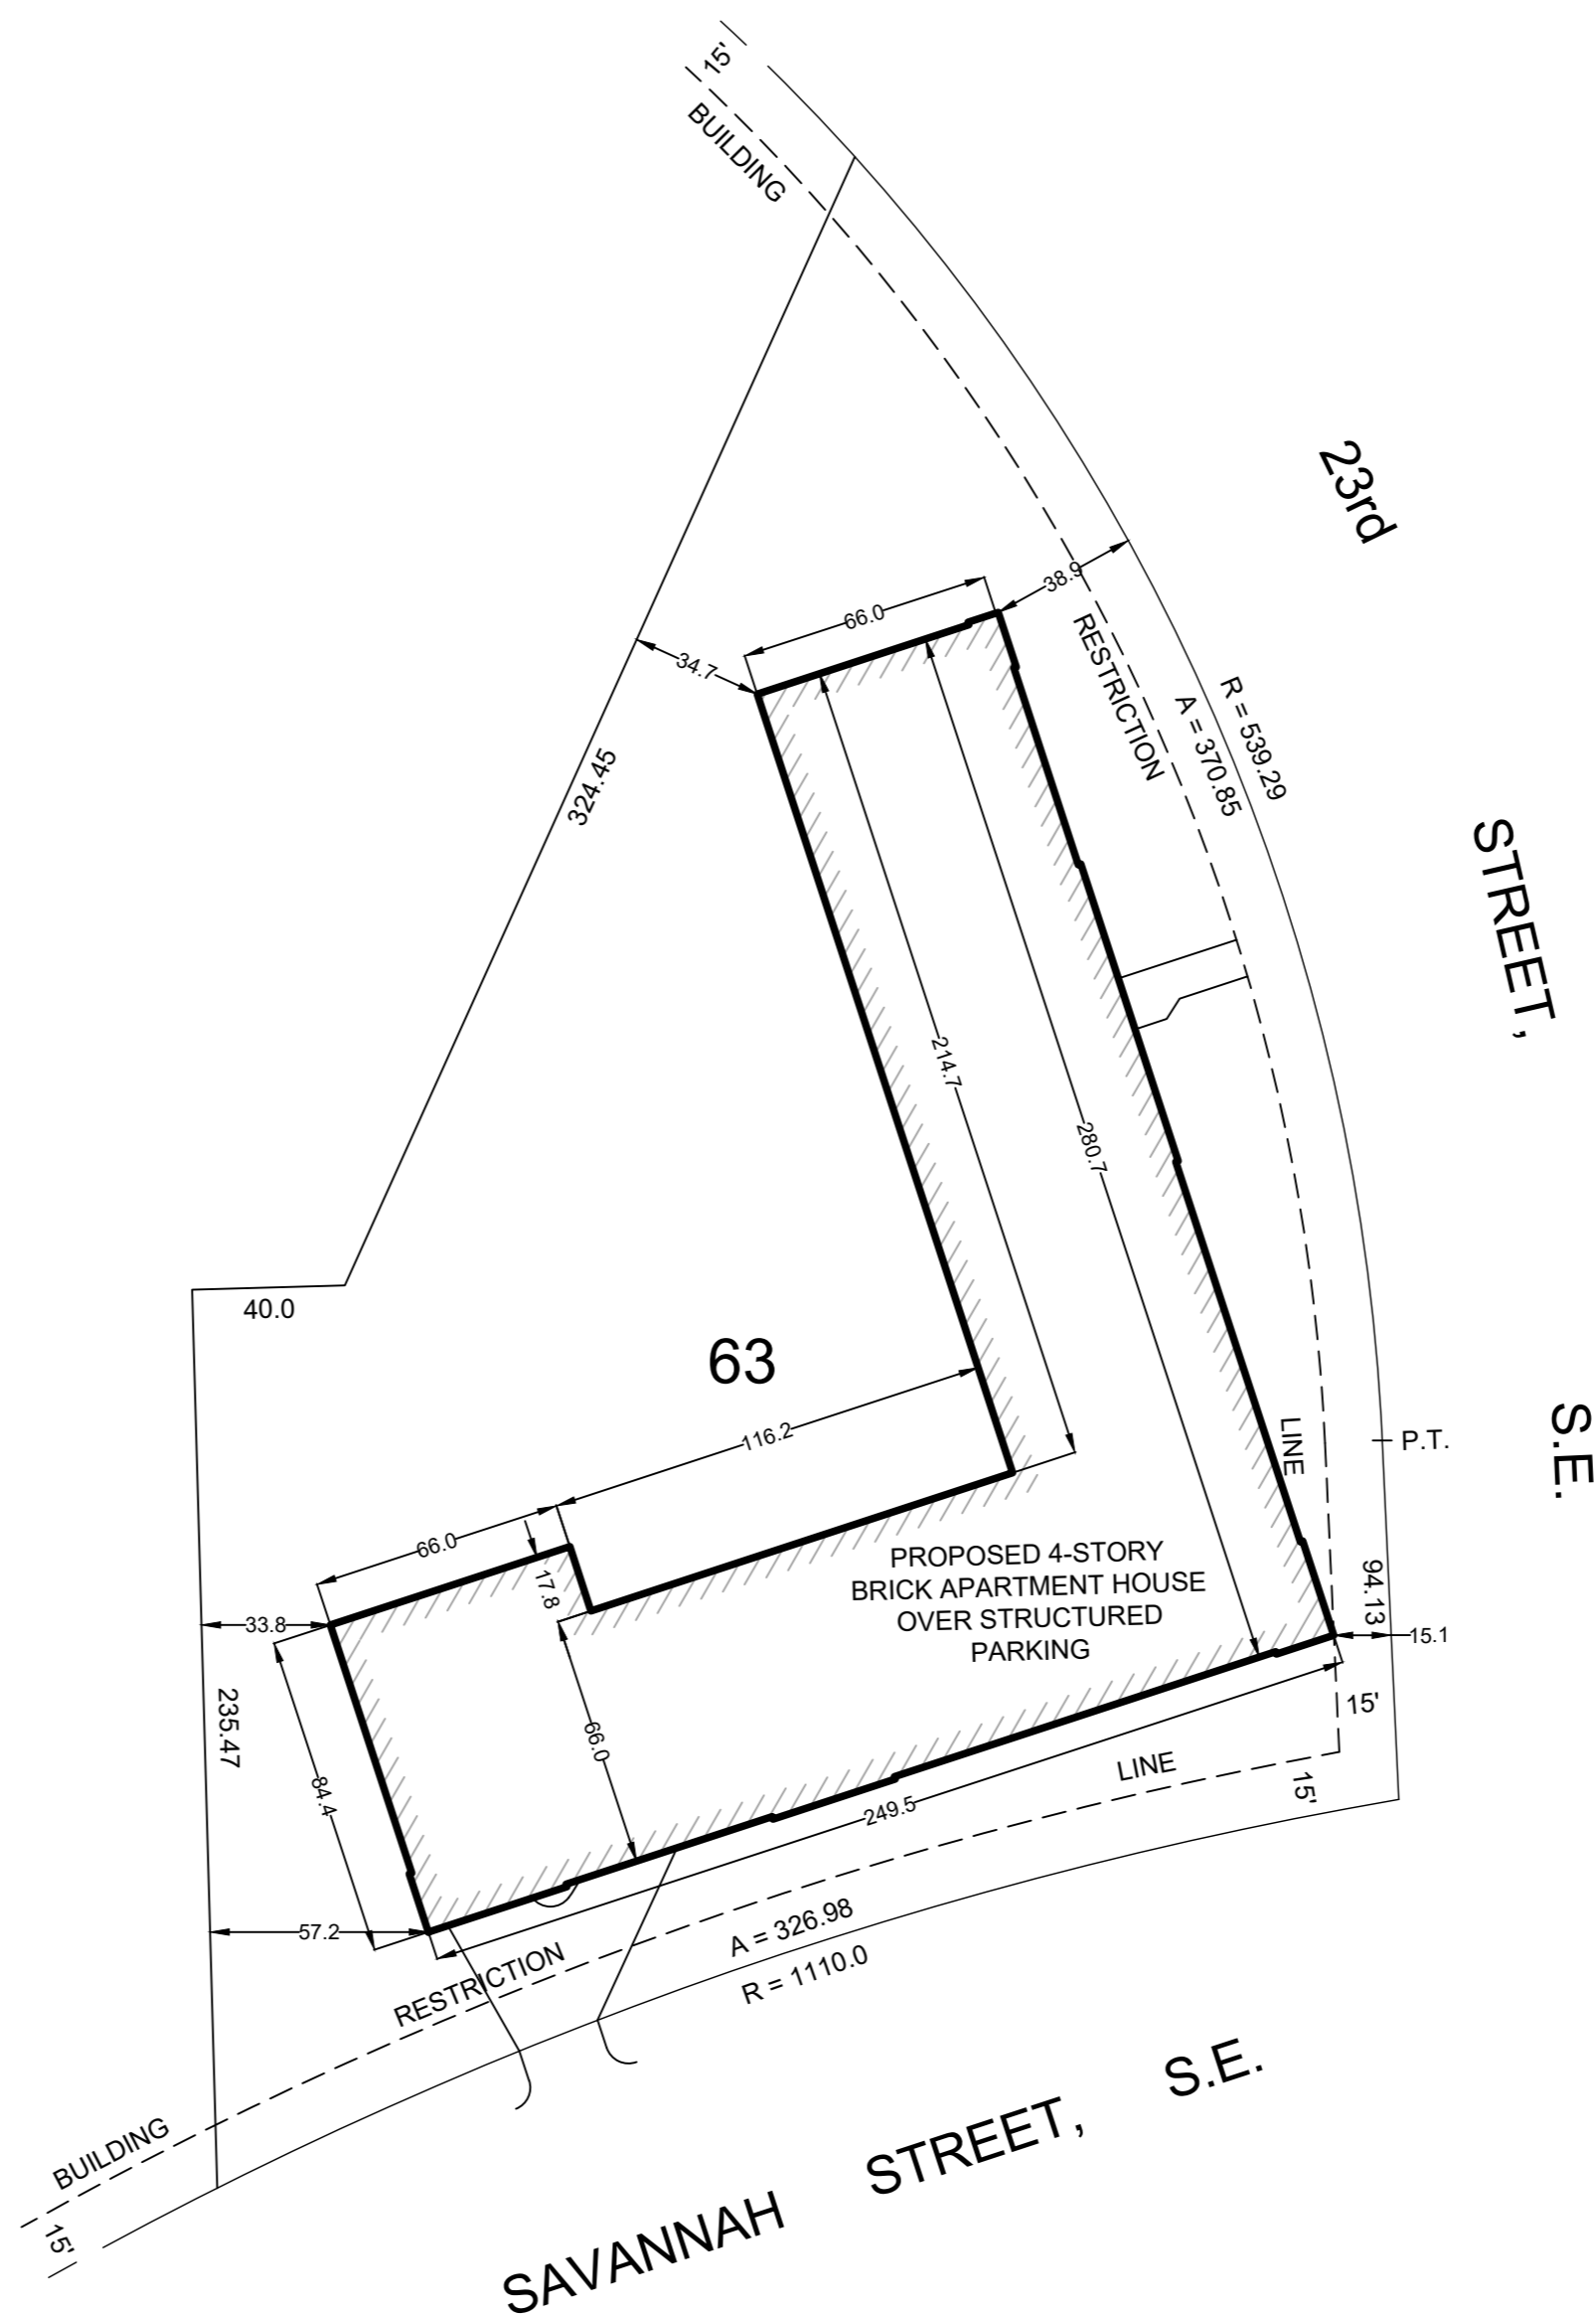 15'
BUILDING
23rd
38.9
66.0
RESTRICTION
34.7
R = 539.29
A = 370.85
324.45
STREET,
214.7
280.7
40.0
63
S.E.
LINE
P.T.
116.2
66.0
PROPOSED 4-STORY
BRICK APARTMENT HOUSE
OVER STRUCTURED
PARKING
17.8
94.13
33.8
15.1
235.47
15'
66.0
LINE
15'
84.4
249.5
57.2
A = 326.98
RESTRICTION
R = 1110.0
S.E.
STREET,
BUILDING
SAVANNAH
15'